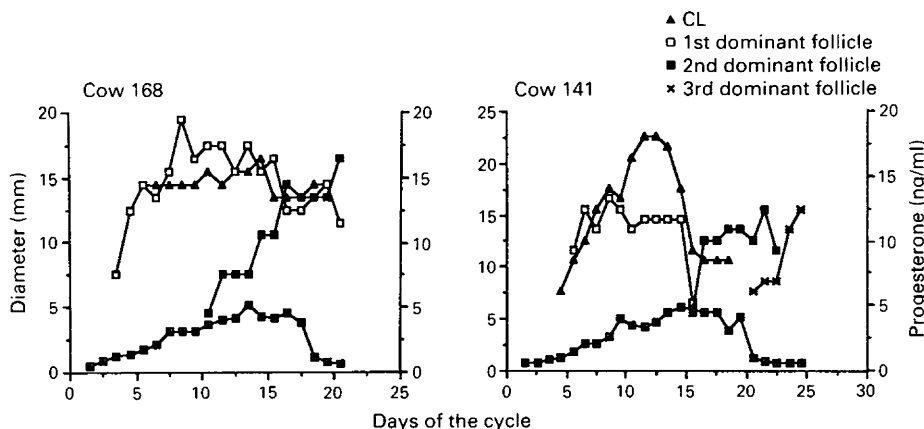 ▲ CL
□ 1st dominant follicle
■ 2nd dominant follicle
× 3rd dominant follicle
Cow 168
Cow 141
Diameter (mm)
20
15
10
5
0
20
15
10
5
0
0 5 10 15 20 25
25
20
15
10
5
0
20
15
10
5
0
0 5 10 15 20 25 30
Progesterone (ng/ml)
Days of the cycle